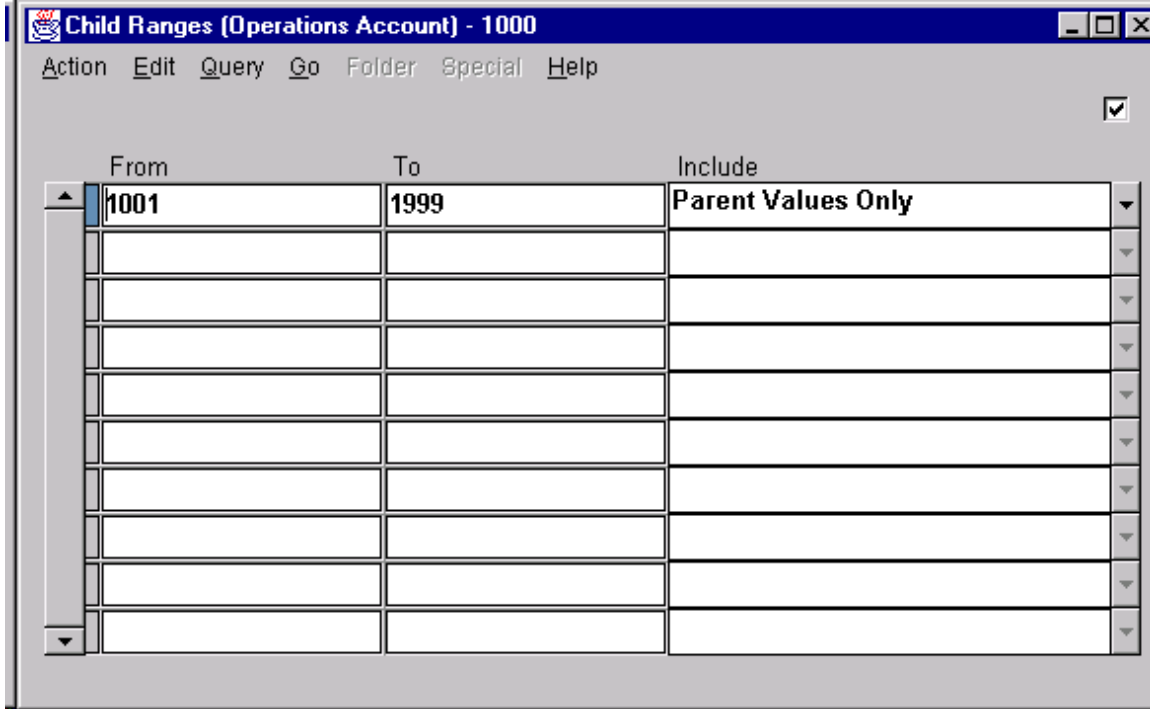 Child Ranges (Operations Account) - 1000
Action Edit Query Go Folder Special Help
From To Include
1001 1999 Parent Values Only